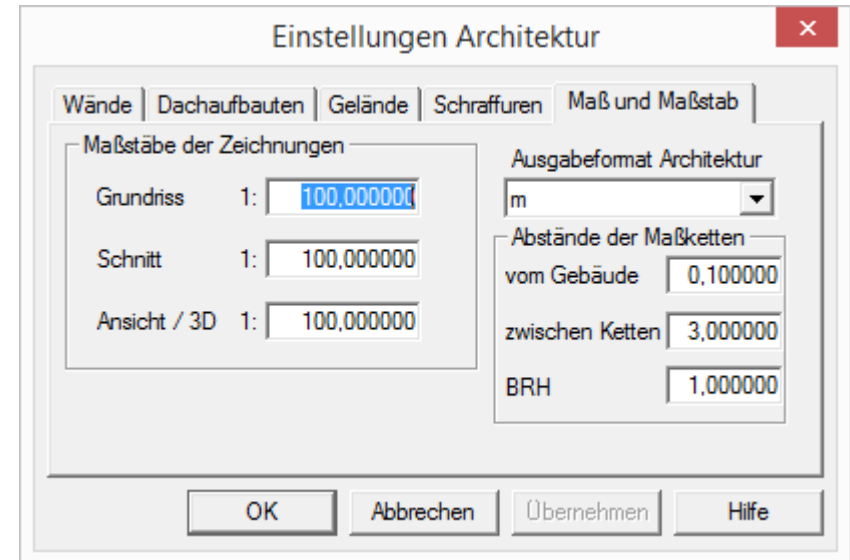 Einstellungen Architektur
Wände Dachaufbauten Gelände Schraffuren Maß und Maßstab
Maßstäbe der Zeichnungen
Grundriss 1: 100,000000
Schnitt 1: 100,000000
Ansicht / 3D 1: 100,000000
Ausgabeformat Architektur
m
Abstände der Maßketten
vom Gebäude 0,100000
zwischen Ketten 3,000000
BRH 1,000000
OK Abbrechen Übernehmen Hilfe